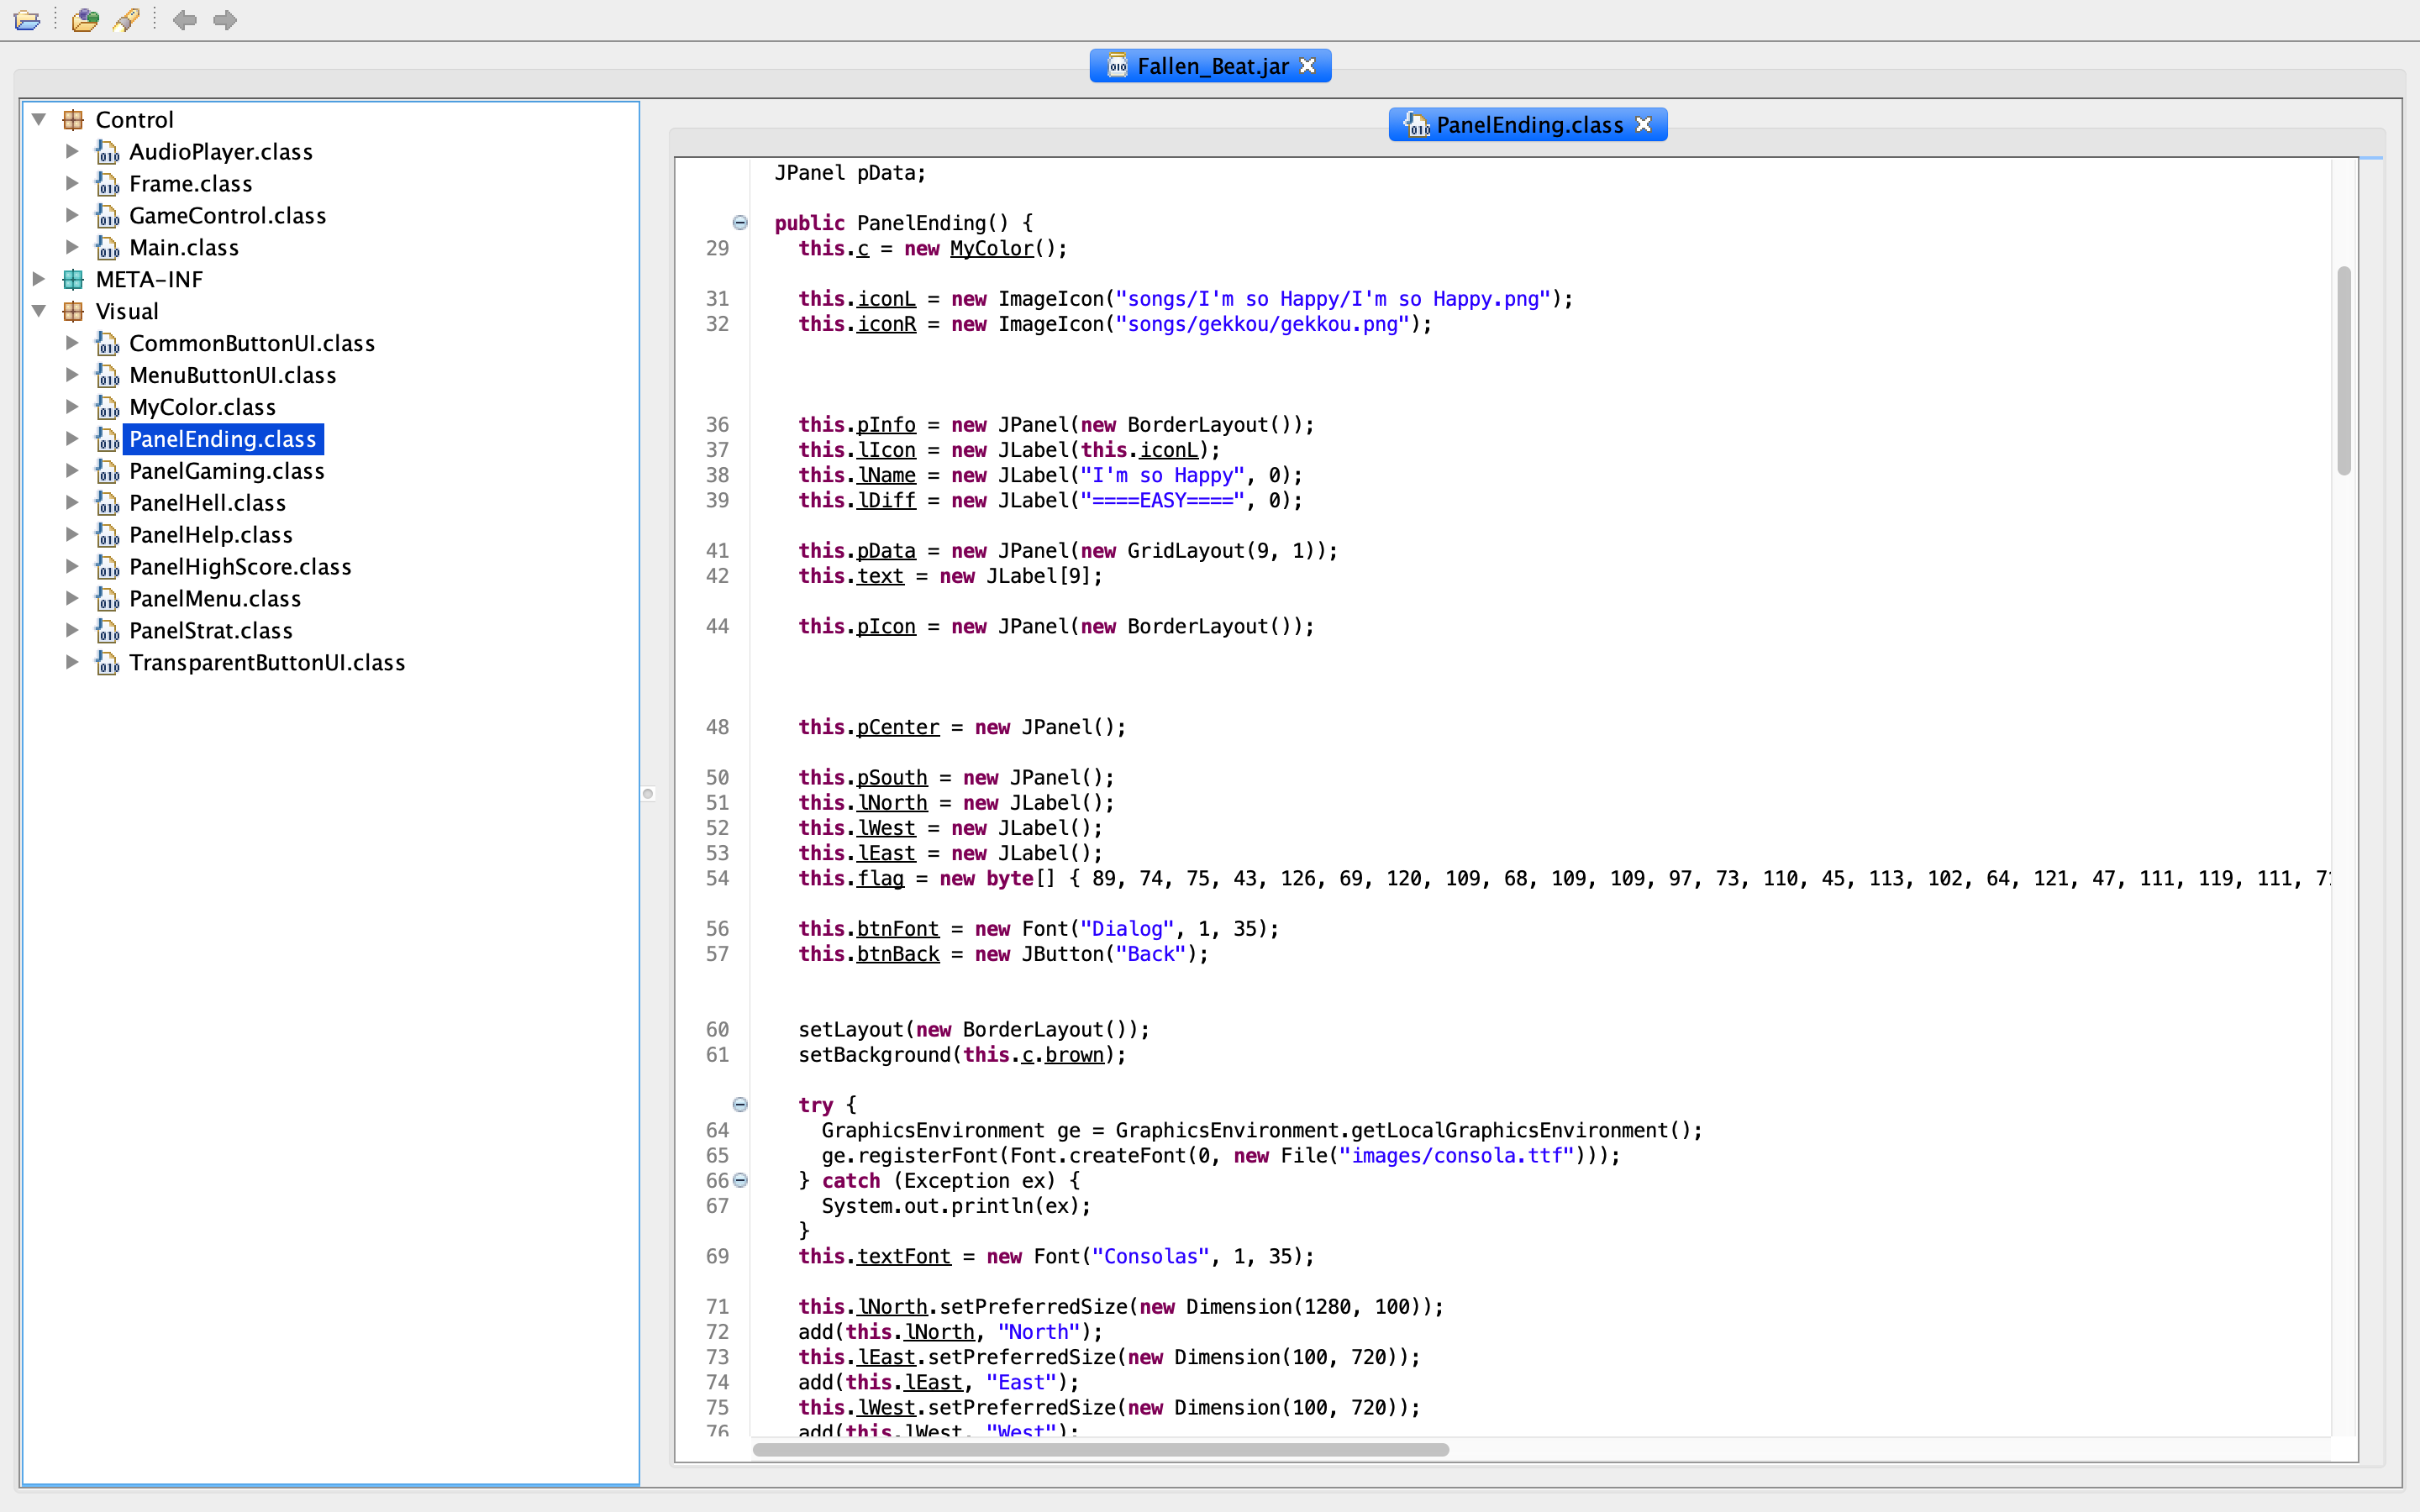 Fallen_Beat.jar
Control
AudioPlayer.class
Frame.class
GameControl.class
Main.class
META-INF
Visual
CommonButtonUI.class
MenuButtonUI.class
MyColor.class
PanelEnding.class
PanelGaming.class
PanelHell.class
PanelHelp.class
PanelHighScore.class
PanelMenu.class
PanelStrat.class
TransparentButtonUI.class
PanelEnding.class
JPanel pData;
public PanelEnding() {
29 this.c = new MyColor();
31 this.iconL = new ImageIcon("songs/I'm so Happy/I'm so Happy.png");
32 this.iconR = new ImageIcon("songs/gekkou/gekkou.png");
36 this.pInfo = new JPanel(new BorderLayout());
37 this.lIcon = new JLabel(this.iconL);
38 this.lName = new JLabel("I'm so Happy", 0);
39 this.lDiff = new JLabel("====EASY====", 0);
41 this.pData = new JPanel(new GridLayout(9, 1));
42 this.text = new JLabel[9];
44 this.pIcon = new JPanel(new BorderLayout());
48 this.pCenter = new JPanel();
50 this.pSouth = new JPanel();
51 this.lNorth = new JLabel();
52 this.lWest = new JLabel();
53 this.lEast = new JLabel();
54 this.flag = new byte[] { 89, 74, 75, 43, 126, 69, 120, 109, 68, 109, 109, 97, 73, 110, 45, 113, 102, 64, 121, 47, 111, 119, 111,
56 this.btnFont = new Font("Dialog", 1, 35);
57 this.btnBack = new JButton("Back");
60 setLayout(new BorderLayout());
61 setBackground(this.c.brown);
try {
64 GraphicsEnvironment ge = GraphicsEnvironment.getLocalGraphicsEnvironment();
65 ge.registerFont(Font.createFont(0, new File("images/consola.ttf")));
66 } catch (Exception ex) {
67 System.out.println(ex);
}
69 this.textFont = new Font("Consolas", 1, 35);
71 this.lNorth.setPreferredSize(new Dimension(1280, 100));
72 add(this.lNorth, "North");
73 this.lEast.setPreferredSize(new Dimension(100, 720));
74 add(this.lEast, "East");
75 this.lWest.setPreferredSize(new Dimension(100, 720));
76 add(this.lWest, "West");